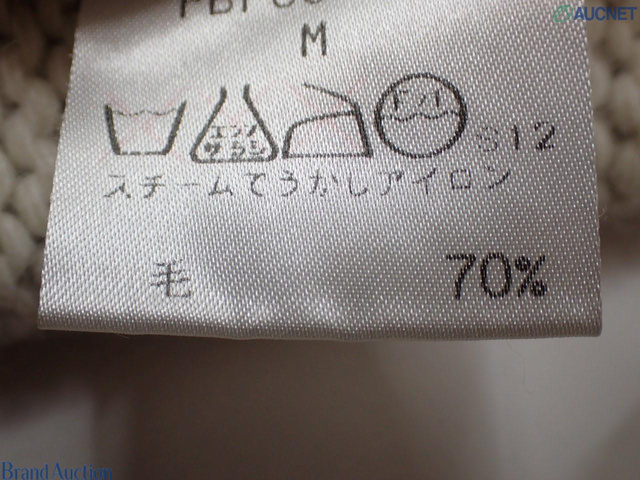 AUCNET
M
エンソ
サラシ
ドライ
S12
スチームでうかしアイロン
毛 70%
Brand Auction